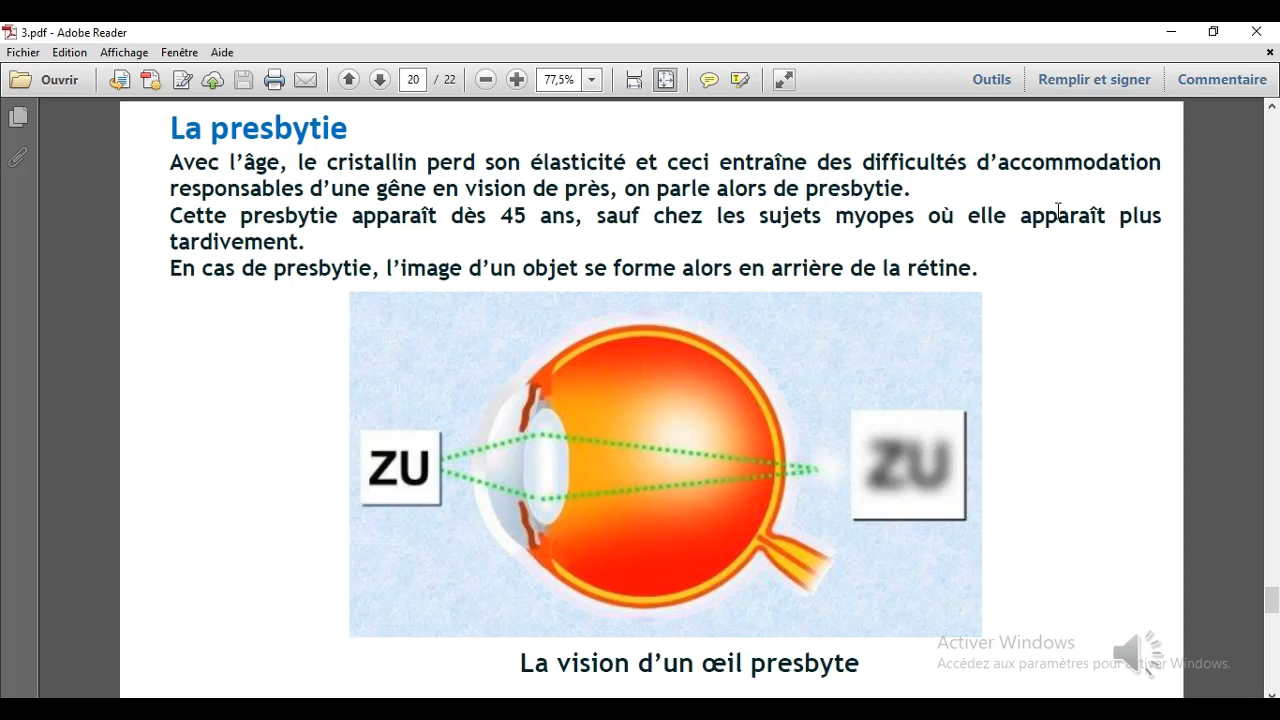 3.pdf - Adobe Reader
Fichier Edition Affichage Fenêtre Aide
Ouvrir 20 / 22 77,5% Outils Remplir et signer Commentaire
La presbytie
Avec l'âge, le cristallin perd son élasticité et ceci entraîne des difficultés d'accommodation
responsables d'une gêne en vision de près, on parle alors de presbytie.
Cette presbytie apparaît dès 45 ans, sauf chez les sujets myopes où elle apparaît plus
tardivement.
En cas de presbytie, l'image d'un objet se forme alors en arrière de la rétine.
ZU ZU
Activer Windows
Accédez aux paramètres pour activer Windows.
La vision d'un œil presbyte